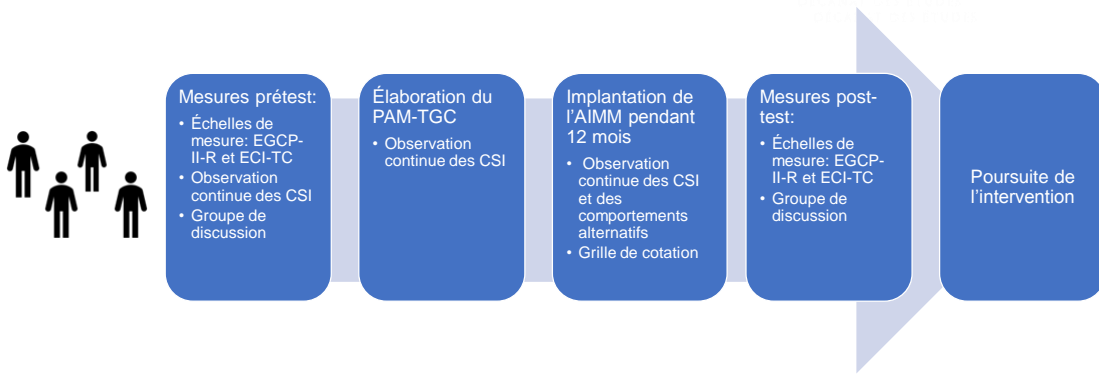 Mesures prétest:
• Échelles de
mesure: EGCP-
II-R et ECI-TC
• Observation
continue des CSI
• Groupe de
discussion
Élaboration du
PAM-TGC
• Observation
continue des CSI
Implantation de
l'AIMM pendant
12 mois
• Observation
continue des CSI
et des
comportements
alternatifs
• Grille de cotation
Mesures post-
test:
• Échelles de
mesure: EGCP-
II-R et ECI-TC
• Groupe de
discussion
Poursuite de
l'intervention